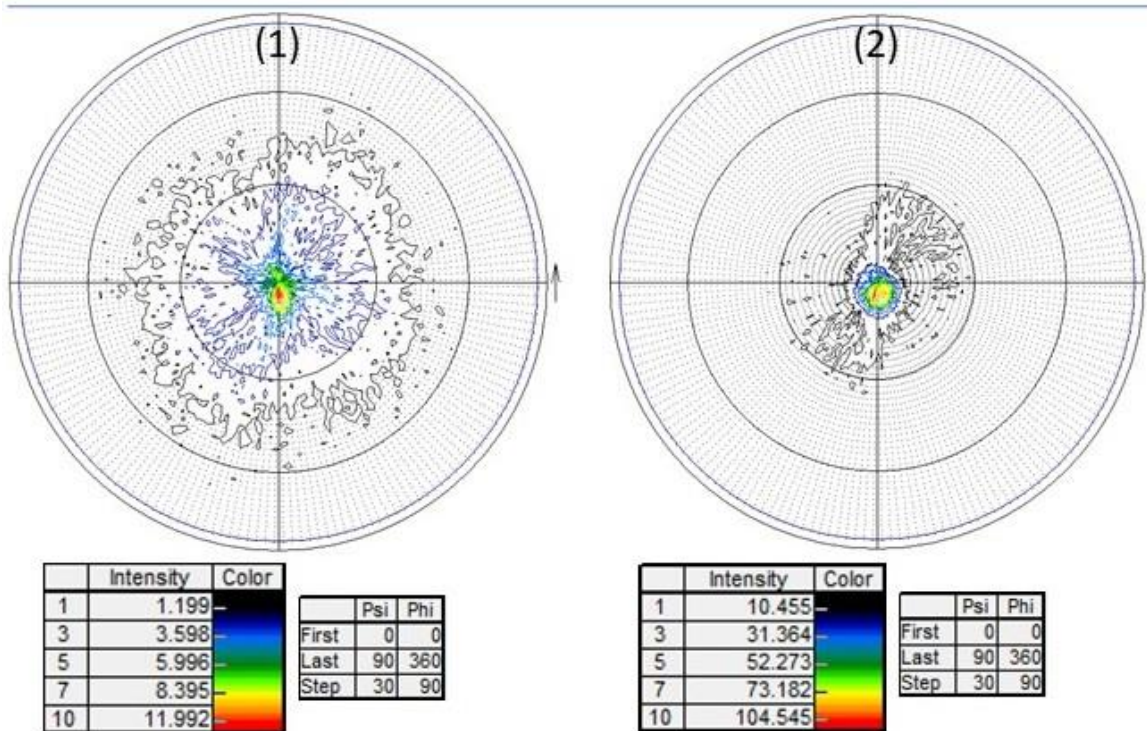 (1)
(2)
Intensity Color
1 1.199
3 3.598
5 5.996
7 8.395
10 11.992
Psi Phi
First 0 0
Last 90 360
Step 30 90
Intensity Color
1 10.455
3 31.364
5 52.273
7 73.182
10 104.545
Psi Phi
First 0 0
Last 90 360
Step 30 90